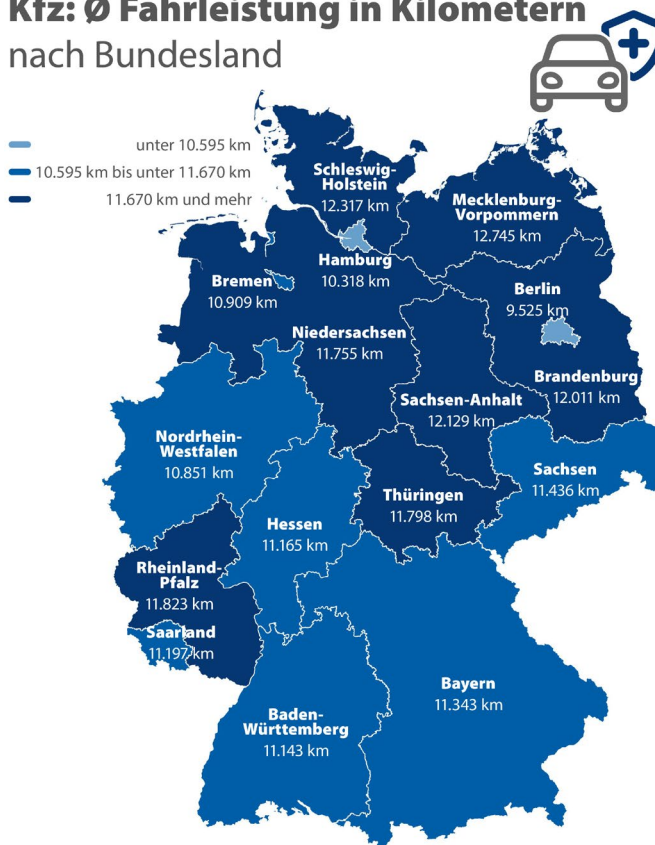 Kfz: Ø Fahrleistung in Kilometern
nach Bundesland
unter 10.595 km
10.595 km bis unter 11.670 km
11.670 km und mehr
Schleswig-
Holstein
12.317 km
Mecklenburg-
Vorpommern
12.745 km
Hamburg
10.318 km
Bremen
10.909 km
Berlin
9.525 km
Niedersachsen
11.755 km
Brandenburg
12.011 km
Sachsen-Anhalt
12.129 km
Nordrhein-
Westfalen
10.851 km
Sachsen
11.436 km
Thüringen
11.798 km
Hessen
11.165 km
Rheinland-
Pfalz
11.823 km
Saarland
11.197 km
Bayern
11.343 km
Baden-
Württemberg
11.143 km